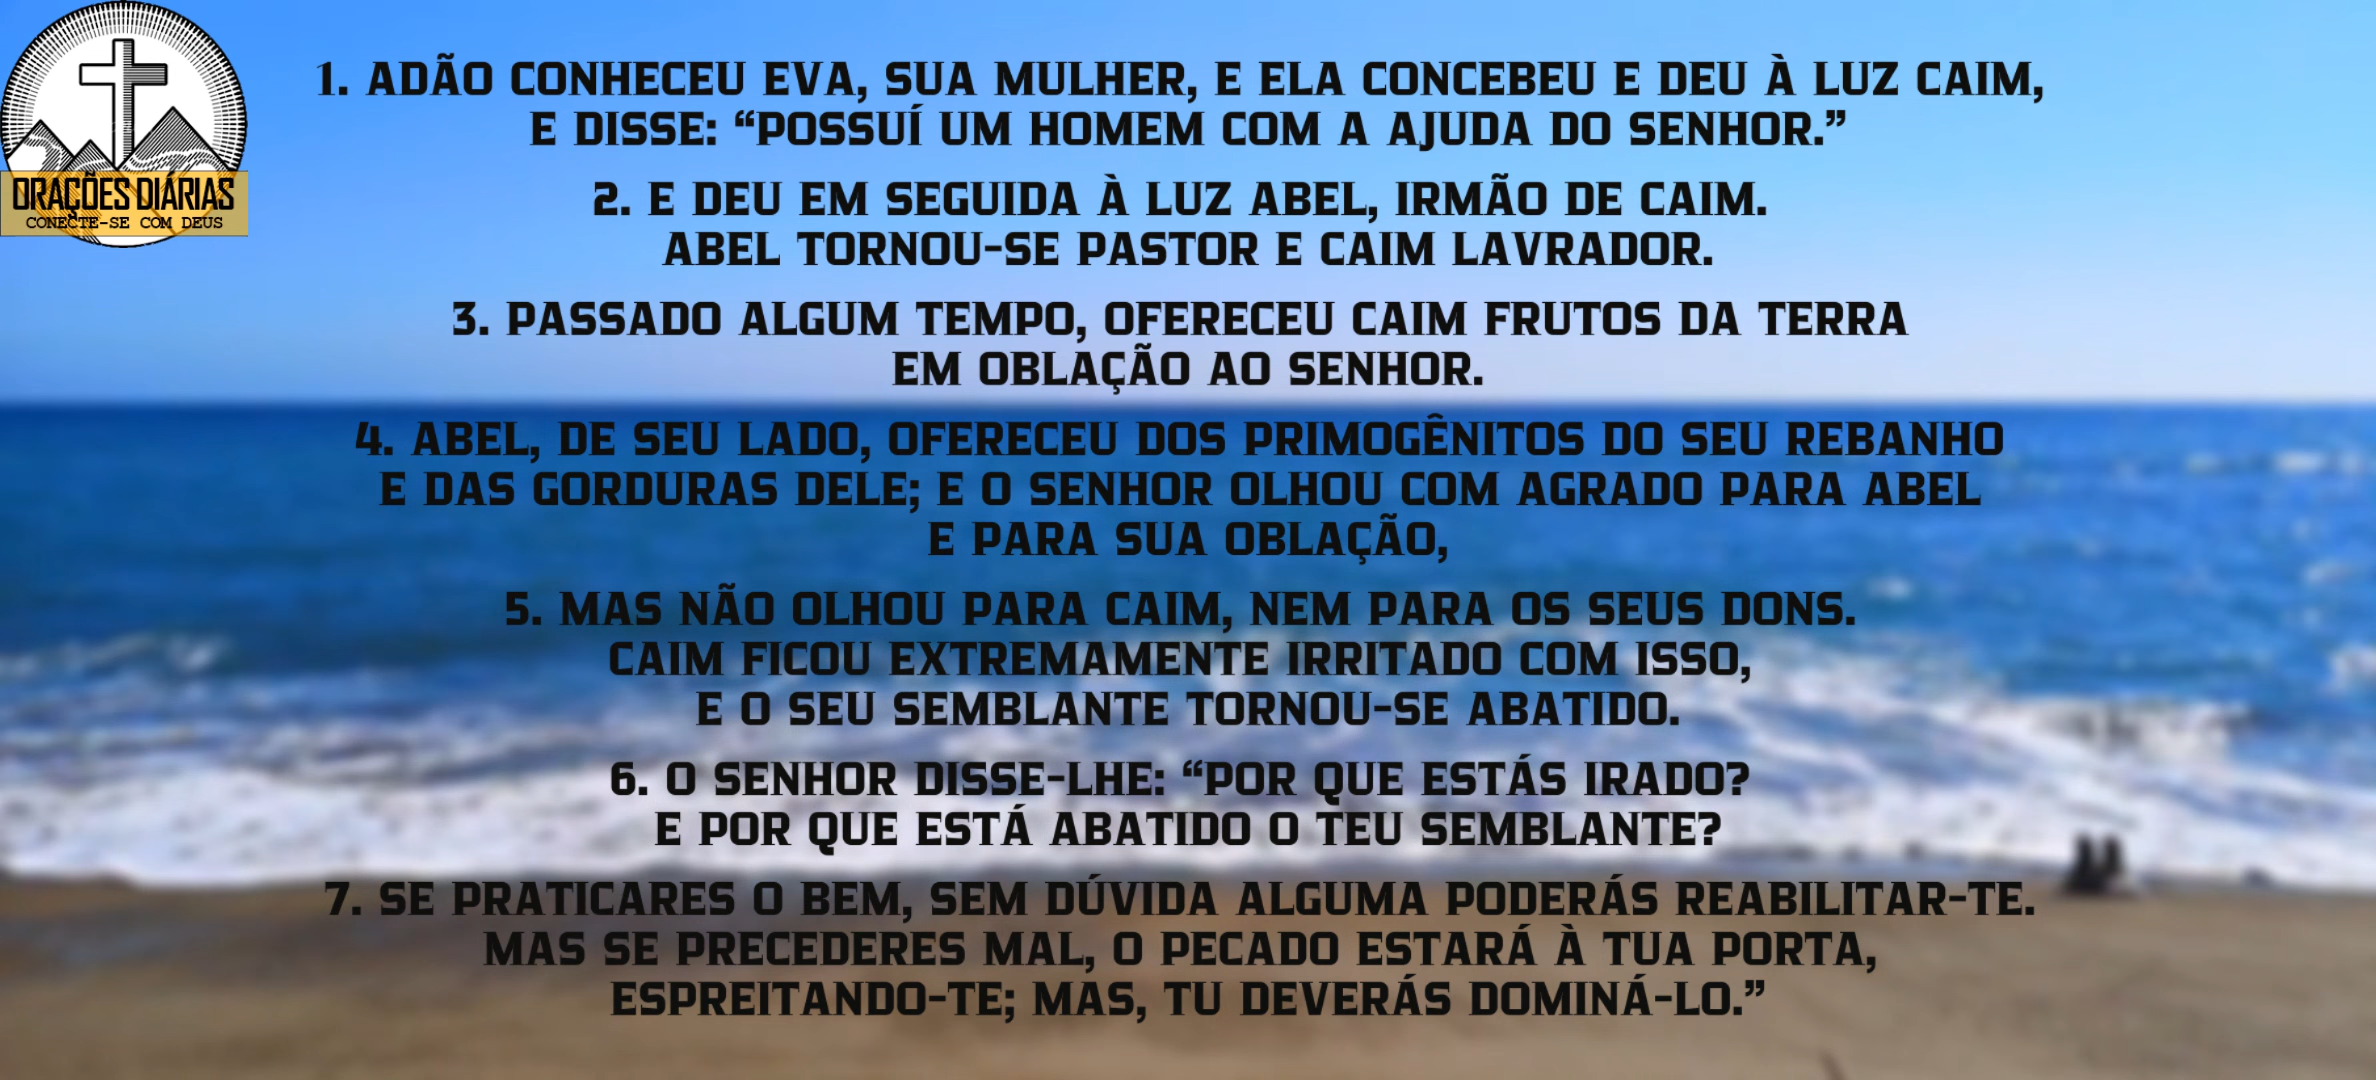 ORAÇÕES DIÁRIAS
CONECTE-SE COM DEUS
1. ADÃO CONHECEU EVA, SUA MULHER, E ELA CONCEBEU E DEU À LUZ CAIM,
E DISSE: “POSSUÍ UM HOMEM COM A AJUDA DO SENHOR.”
2. E DEU EM SEGUIDA À LUZ ABEL, IRMÃO DE CAIM.
ABEL TORNOU-SE PASTOR E CAIM LAVRADOR.
3. PASSADO ALGUM TEMPO, OFERECEU CAIM FRUTOS DA TERRA
EM OBLAÇÃO AO SENHOR.
4. ABEL, DE SEU LADO, OFERECEU DOS PRIMOGÊNITOS DO SEU REBANHO
E DAS GORDURAS DELE; E O SENHOR OLHOU COM AGRADO PARA ABEL
E PARA SUA OBLAÇÃO,
5. MAS NÃO OLHOU PARA CAIM, NEM PARA OS SEUS DONS.
CAIM FICOU EXTREMAMENTE IRRITADO COM ISSO,
E O SEU SEMBLANTE TORNOU-SE ABATIDO.
6. O SENHOR DISSE-LHE: “POR QUE ESTÁS IRADO?
E POR QUE ESTÁ ABATIDO O TEU SEMBLANTE?
7. SE PRATICARES O BEM, SEM DÚVIDA ALGUMA PODERÁS REABILITAR-TE.
MAS SE PRECEDERES MAL, O PECADO ESTARÁ À TUA PORTA,
ESPREITANDO-TE; MAS, TU DEVERÁS DOMINÁ-LO.”